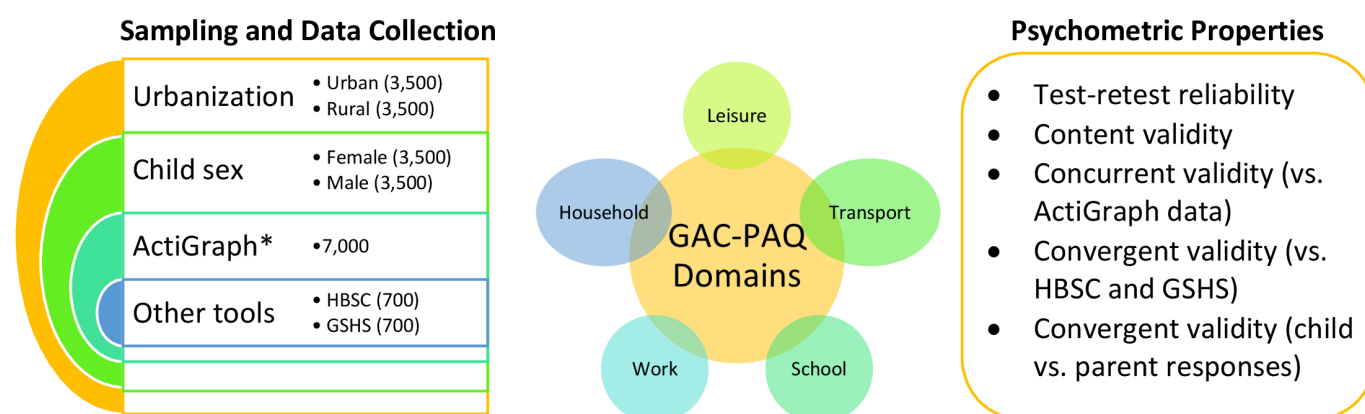 Sampling and Data Collection
Urbanization
• Urban (3,500)
• Rural (3,500)
Child sex
• Female (3,500)
• Male (3,500)
ActiGraph*
•7,000
Other tools
• HBSC (700)
• GSHS (700)
Leisure
Household
Transport
GAC-PAQ
Domains
Work
School
Psychometric Properties
• Test-retest reliability
• Content validity
• Concurrent validity (vs.
ActiGraph data)
• Convergent validity (vs.
HBSC and GSHS)
• Convergent validity (child
vs. parent responses)